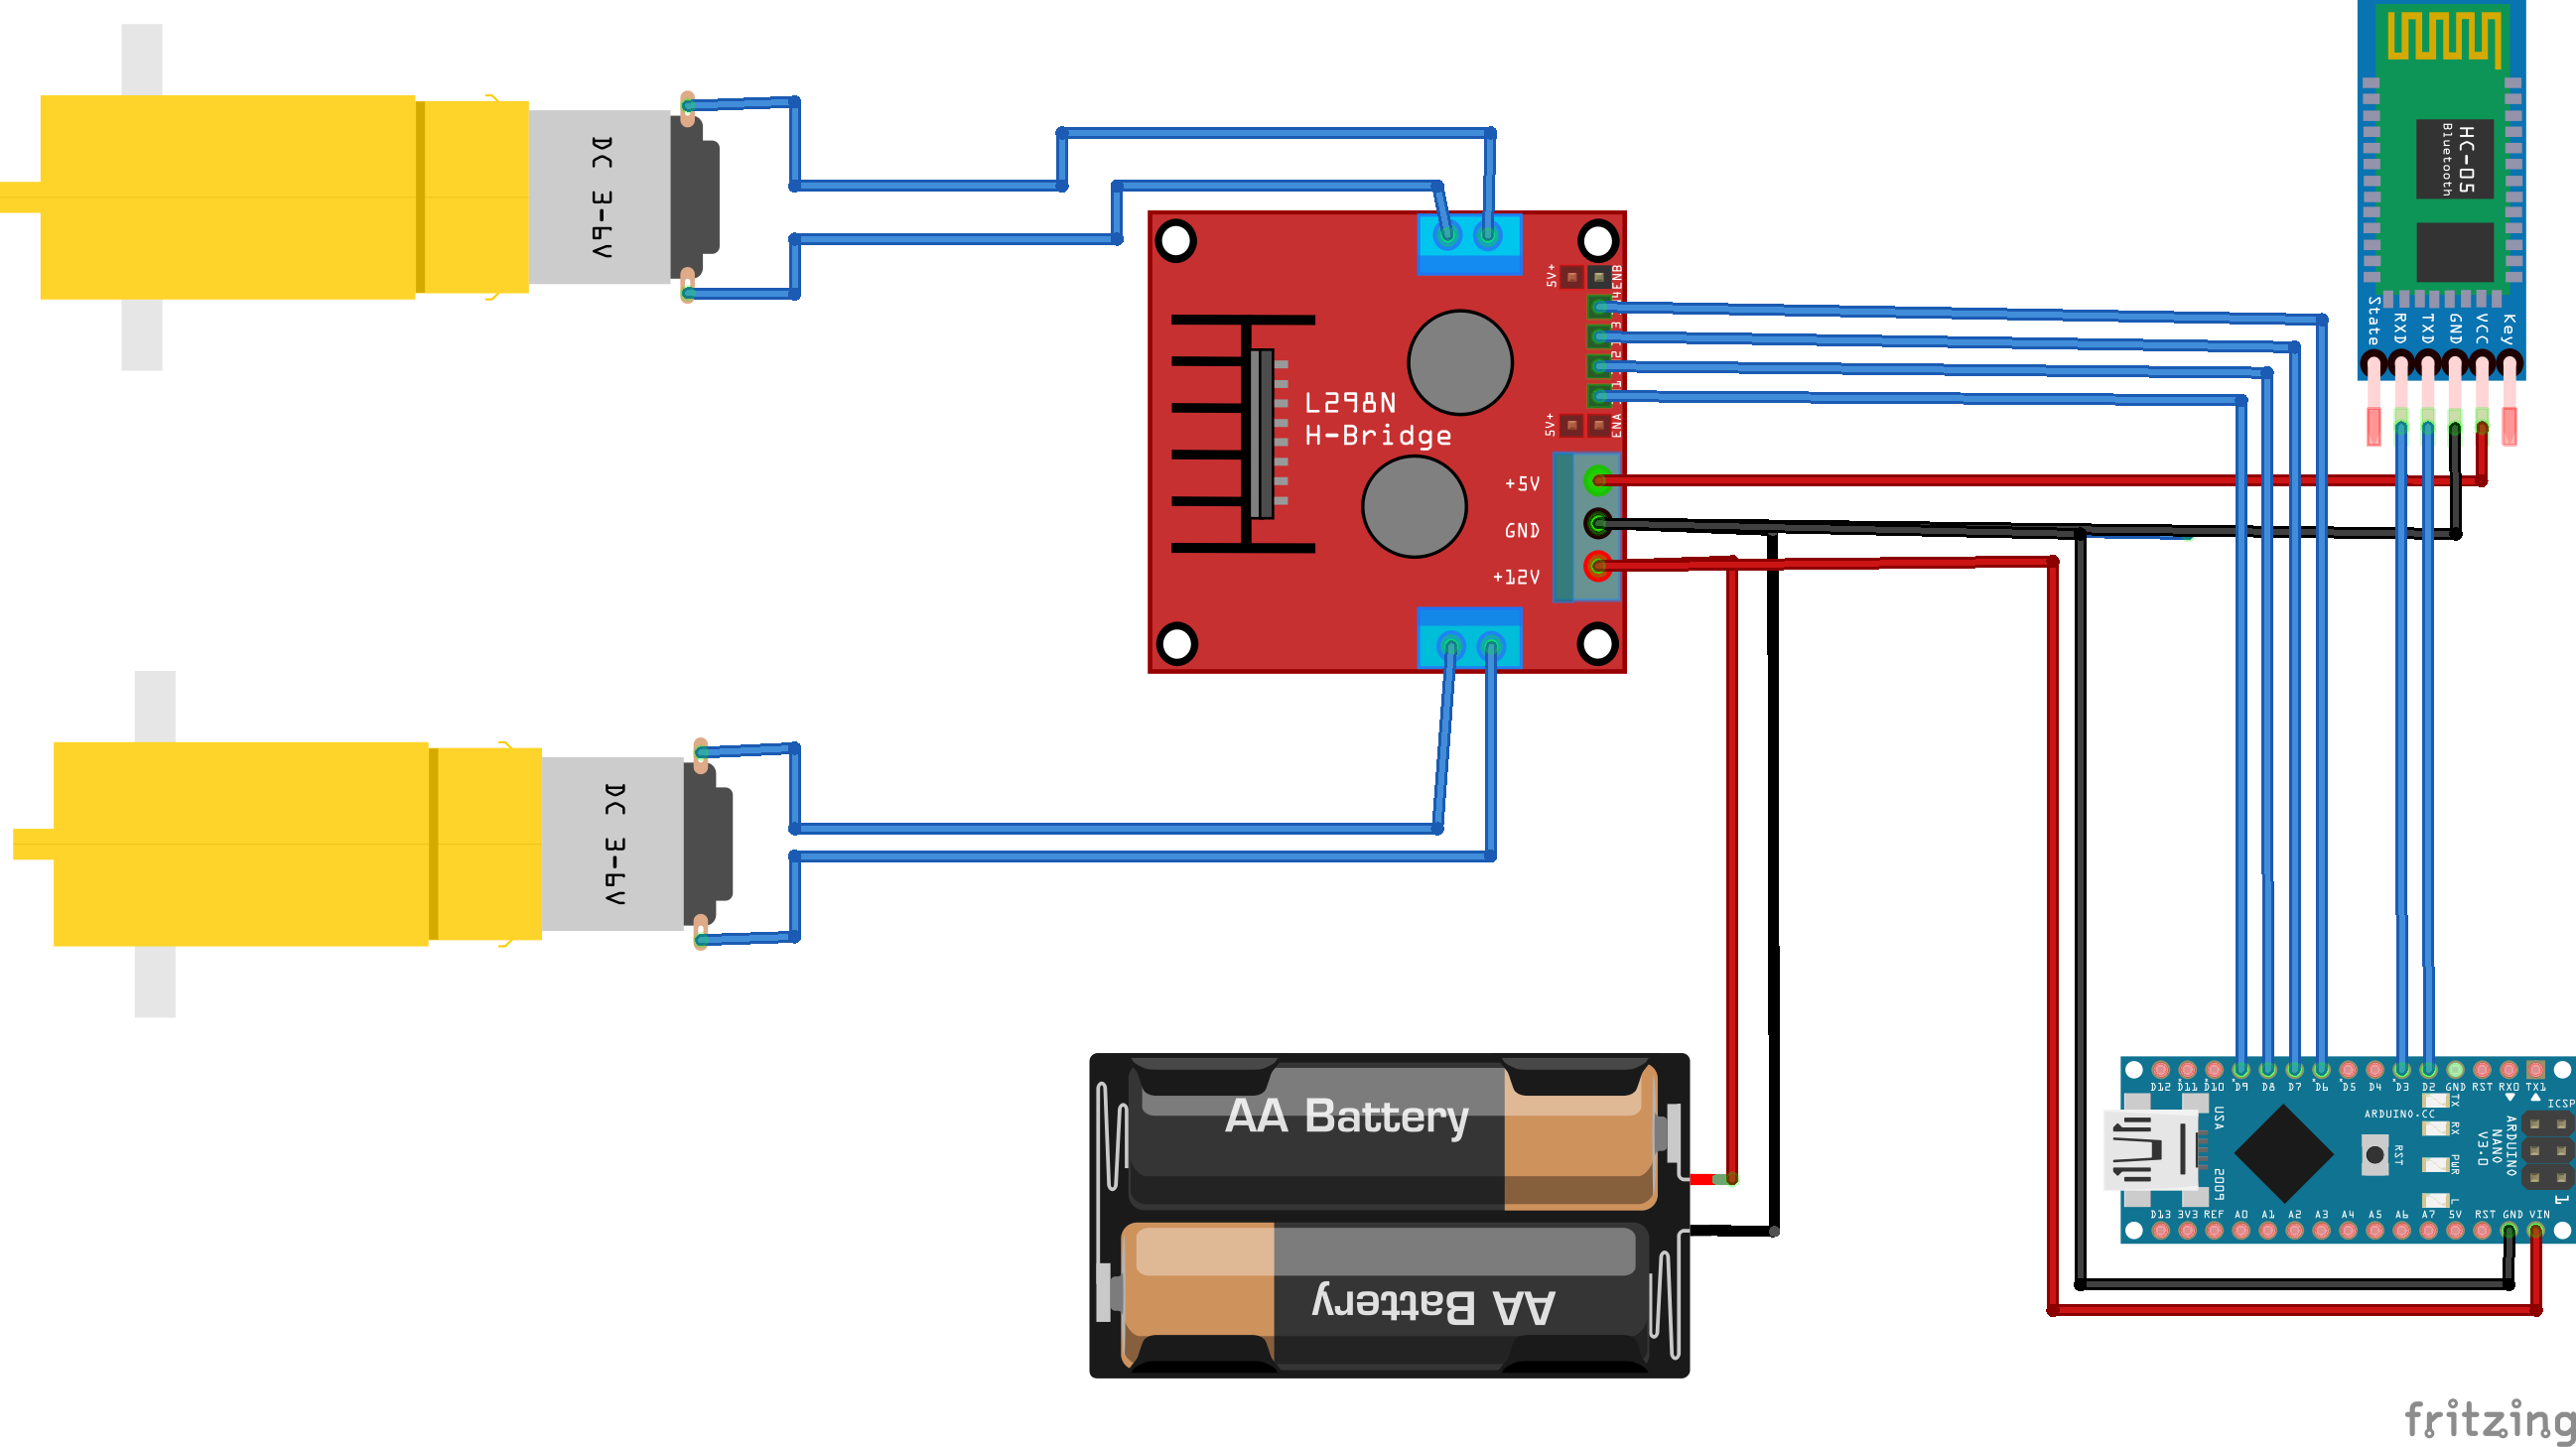 DC 3-6V
DC 3-6V
L298N
H-Bridge
5V+
ENB
5V+
ENA
+5V
GND
+12V
HC-05
Bluetooth
State
RXD
TXD
GND
VCC
Key
AA Battery
AA Battery
D12 D11 D10 D9 D8 D7 D6 D5 D4 D3 D2 GND RST RX0 TX1
TX
RX
PWR
L
ARDUINO.CC
RST
USA
2009
ARDUINO
NANO
V3.0
ICSP
1
D13 3V3 REF A0 A1 A2 A3 A4 A5 A6 A7 5V RST GND VIN
fritzing